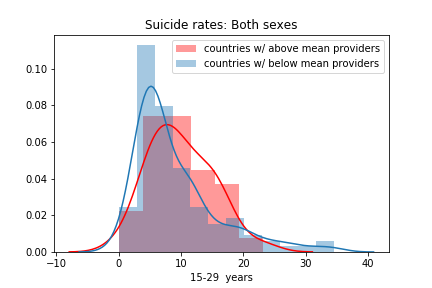 Suicide rates: Both sexes
countries w/ above mean providers
countries w/ below mean providers
0.10
0.08
0.06
0.04
0.02
0.00
−10 0 10 20 30 40
15-29 years